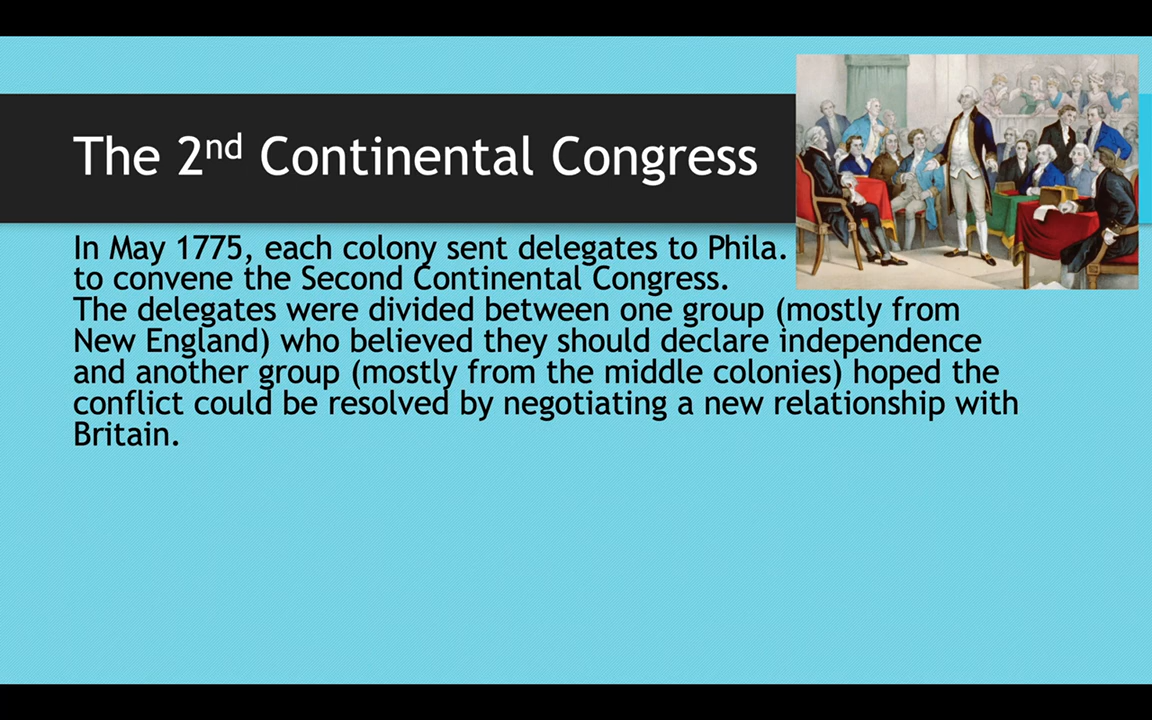 The 2nd Continental Congress
In May 1775, each colony sent delegates to Phila.
to convene the Second Continental Congress.
The delegates were divided between one group (mostly from
New England) who believed they should declare independence
and another group (mostly from the middle colonies) hoped the
conflict could be resolved by negotiating a new relationship with
Britain.